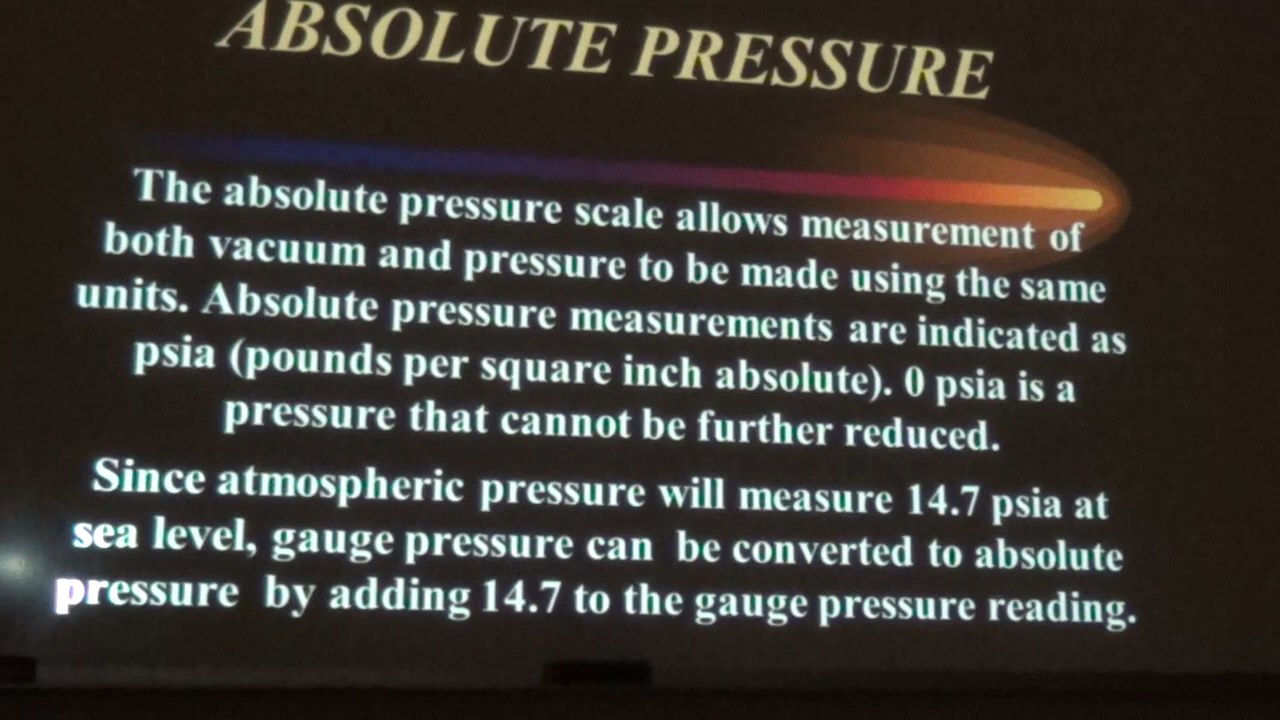 ABSOLUTE PRESSURE
The absolute pressure scale allows measurement of
both vacuum and pressure to be made using the same
units. Absolute pressure measurements are indicated as
psia (pounds per square inch absolute). 0 psia is a
pressure that cannot be further reduced.
Since atmospheric pressure will measure 14.7 psia at
sea level, gauge pressure can be converted to absolute
pressure by adding 14.7 to the gauge pressure reading.